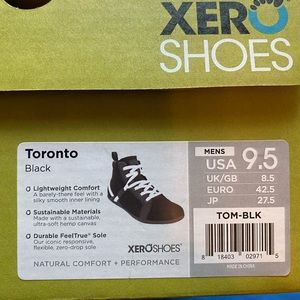 XERO
SHOES
Toronto
Black
Lightweight Comfort
A barely-there feel with a
silky smooth inner lining
Sustainable Materials
Made with a sustainable,
ultra-soft hemp canvas
Durable FeelTrue® Sole
Our iconic responsive,
flexible, zero-drop sole
XEROSHOES
NATURAL COMFORT + PERFORMANCE
MENS
USA 9.5
UK/GB 8.5
EURO 42.5
JP 27.5
TOM-BLK
8 18403 02971 5
MADE IN CHINA